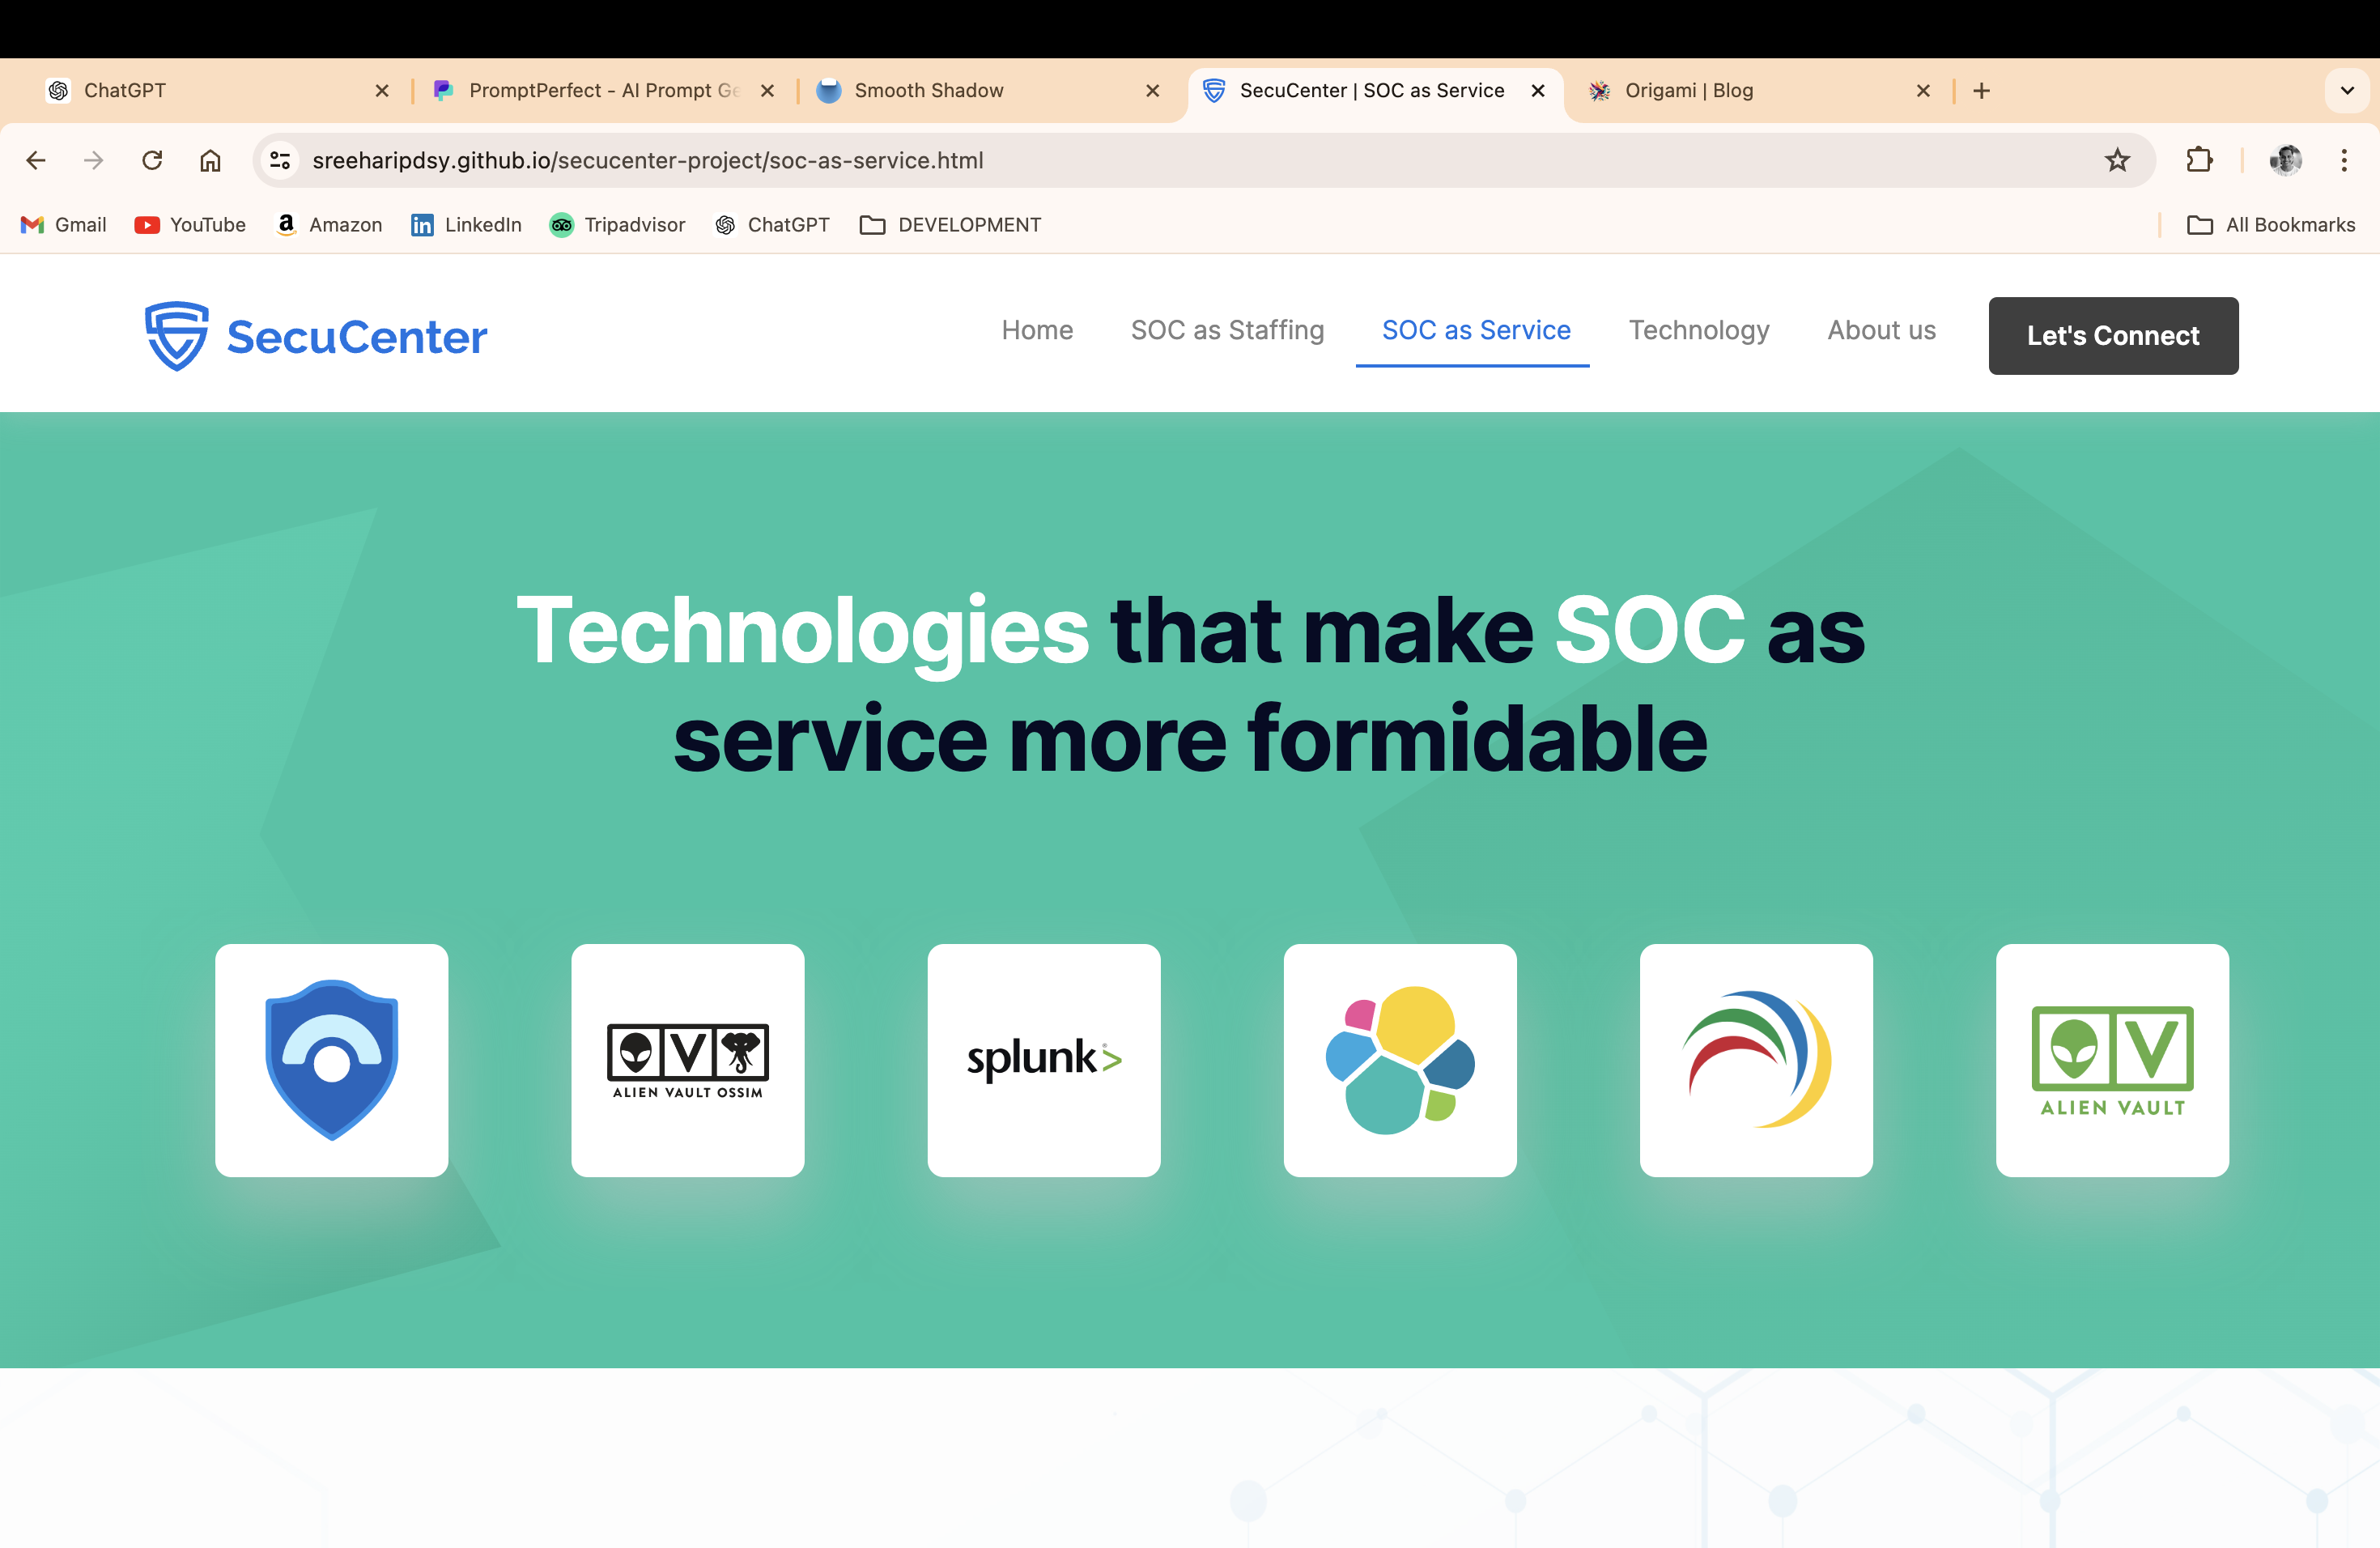 ChatGPT
PromptPerfect - AI Prompt Ge
Smooth Shadow
SecuCenter | SOC as Service
Origami | Blog
sreeharipdsy.github.io/secucenter-project/soc-as-service.html
Gmail
YouTube
Amazon
LinkedIn
Tripadvisor
ChatGPT
DEVELOPMENT
All Bookmarks
SecuCenter
Home
SOC as Staffing
SOC as Service
Technology
About us
Let's Connect
Technologies that make SOC as
service more formidable
ALIEN VAULT OSSIM
splunk>
ALIEN VAULT